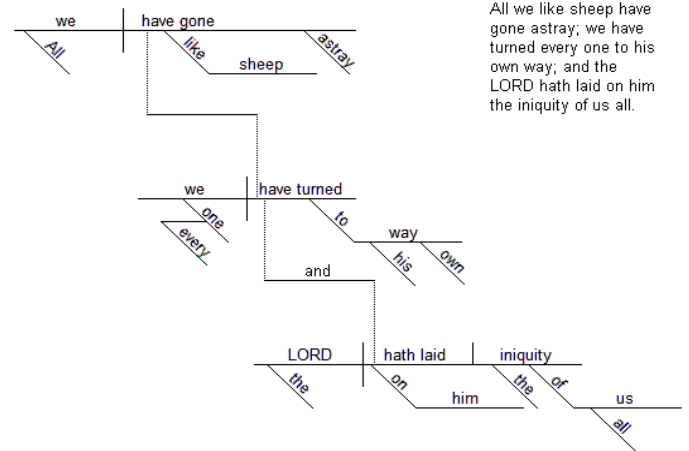 we have gone
All like sheep astray
All we like sheep have
gone astray; we have
turned every one to his
own way; and the
LORD hath laid on him
the iniquity of us all.
we have turned
one every to way his own
and
LORD hath laid iniquity
the on him the of us all